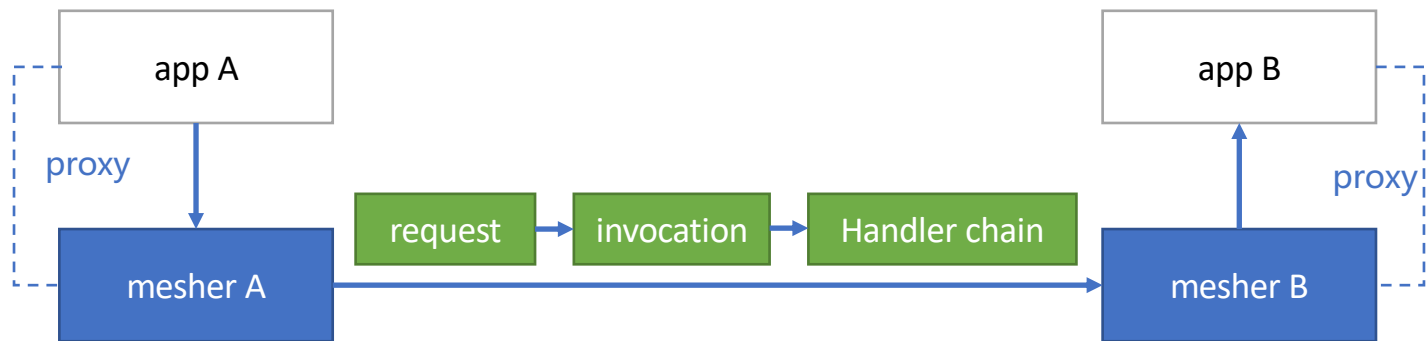 app A
app B
proxy
proxy
request
invocation
Handler chain
mesher A
mesher B